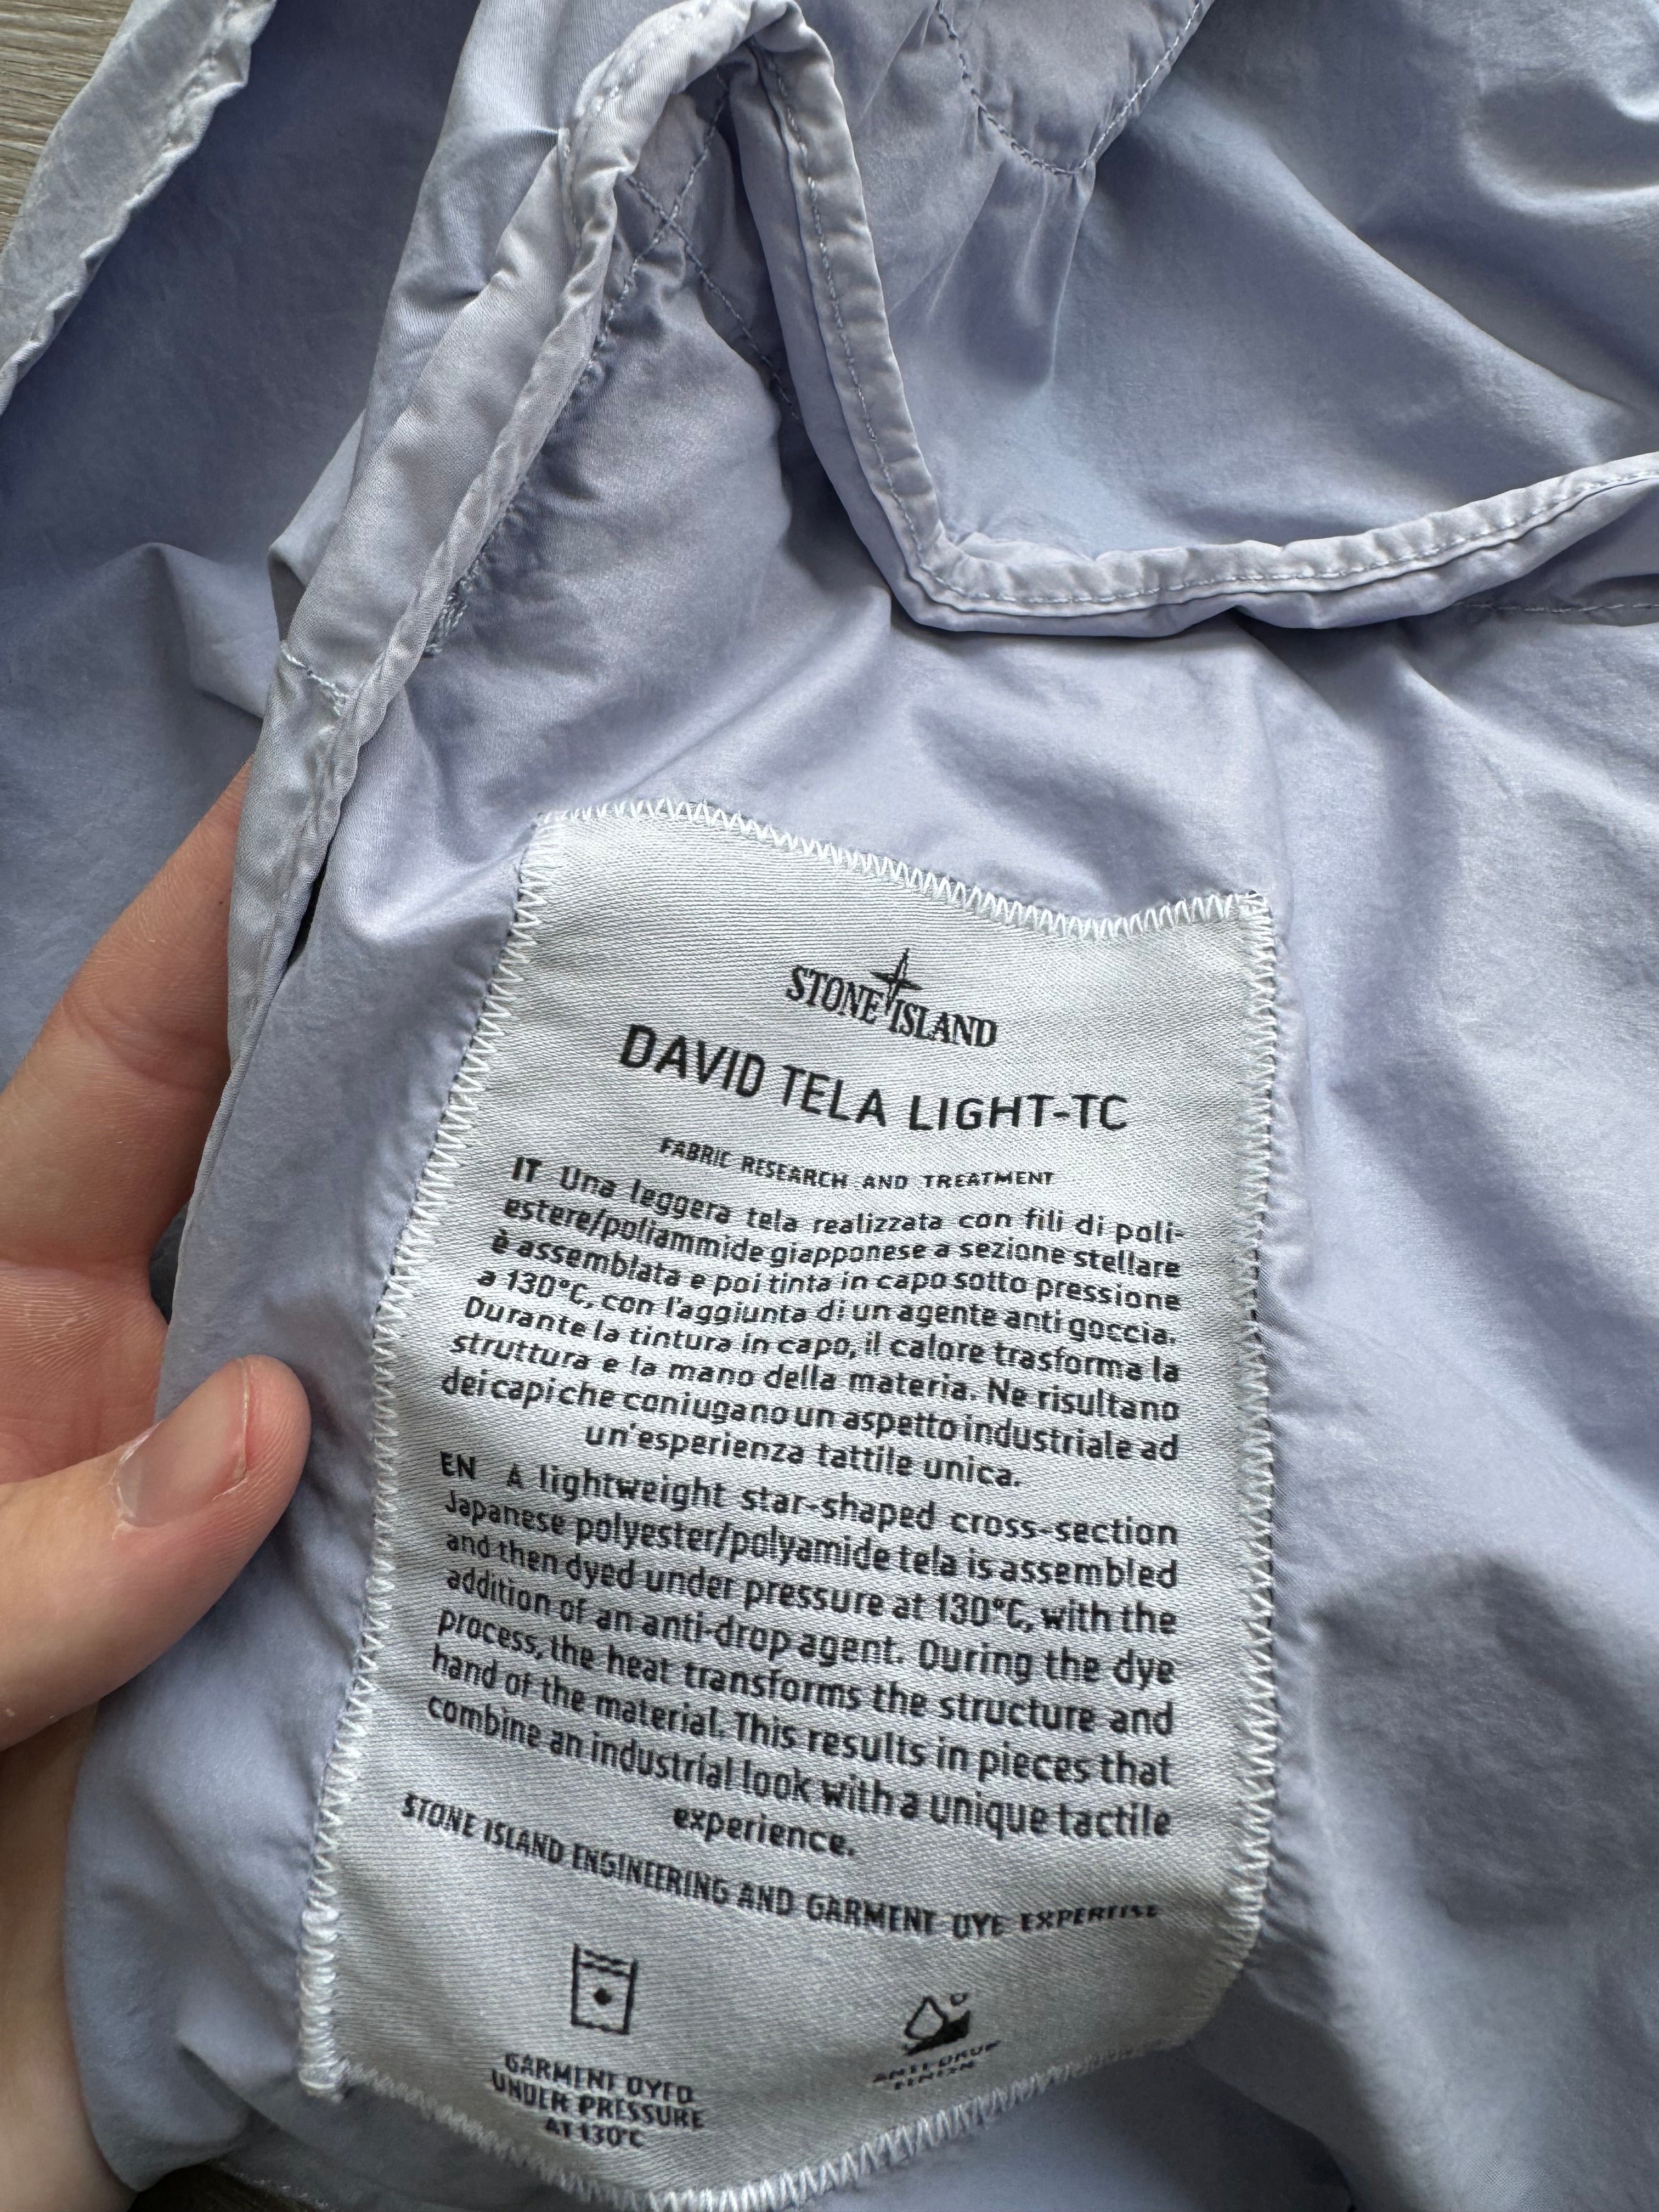 STONE ISLAND
DAVID TELA LIGHT-TC
FABRIC RESEARCH AND TREATMENT
IT Una leggera tela realizzata con fili di poli-
estere/poliammide giapponese a sezione stellare
è assemblata e poi tinta in capo sotto pressione
a 130°C, con l'aggiunta di un agente anti goccia.
Durante la tintura in capo, il calore trasforma la
struttura e la mano della materia. Ne risultano
dei capi che coniugano un aspetto industriale ad
un'esperienza tattile unica.
EN A lightweight star-shaped cross-section
Japanese polyester/polyamide tela is assembled
and then dyed under pressure at 130°C, with the
addition of an anti-drop agent. During the dye
process, the heat transforms the structure and
hand of the material. This results in pieces that
combine an industrial look with a unique tactile
experience.
STONE ISLAND ENGINEERING AND GARMENT DYE EXPERTISE
GARMENT DYED
UNDER PRESSURE
AT 130°C
ANTI-DROP
FINISH